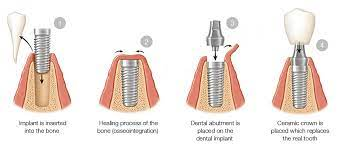 1
2
3
4
Implant is inserted
into the bone
Healing process of the
bone (osseointegration)
Dental abutment is
placed on the
dental implant
Ceramic crown is
placed which replaces
the real tooth